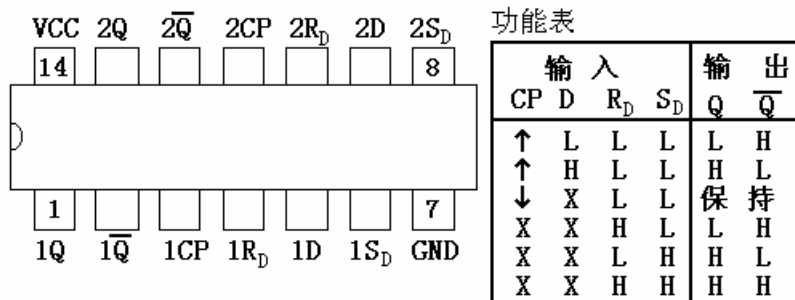 VCC 2Q 2Q̅ 2CP 2R_D 2D 2S_D
14 8
1 7
1Q 1Q̅ 1CP 1R_D 1D 1S_D GND
功能表
输 入 输 出
CP D R_D S_D Q Q̅
↑ L L L L H
↑ H L L H L
↓ X L L 保 持
X X H L L H
X X L H H L
X X H H H H